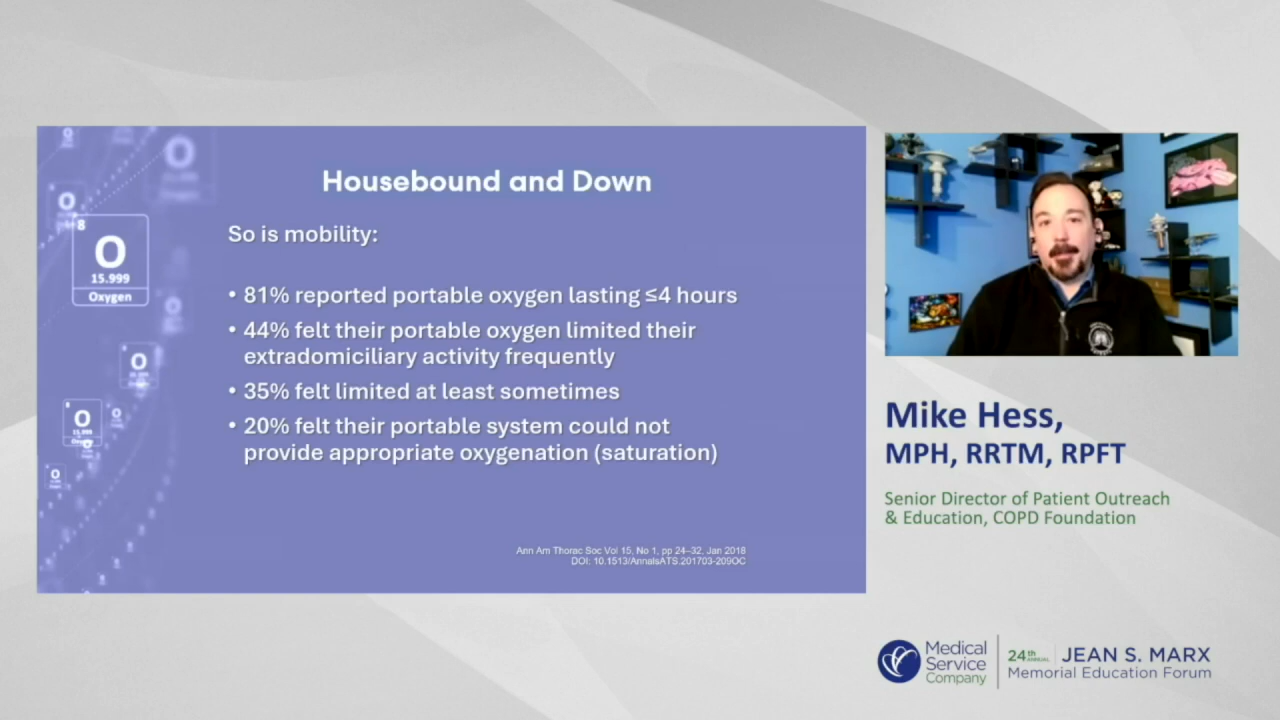 Housebound and Down
So is mobility:
• 81% reported portable oxygen lasting ≤4 hours
• 44% felt their portable oxygen limited their
extradomiciliary activity frequently
• 35% felt limited at least sometimes
• 20% felt their portable system could not
provide appropriate oxygenation (saturation)
Ann Am Thorac Soc Vol 15, No 1, pp 24–32, Jan 2018
DOI: 10.1513/AnnalsATS.201703-209OC
O
O
8
O
15.999
Oxygen
O
O
O
O
O
O
Mike Hess,
MPH, RRTM, RPFT
Senior Director of Patient Outreach
& Education, COPD Foundation
Medical
Service
Company
24th ANNUAL JEAN S. MARX
Memorial Education Forum